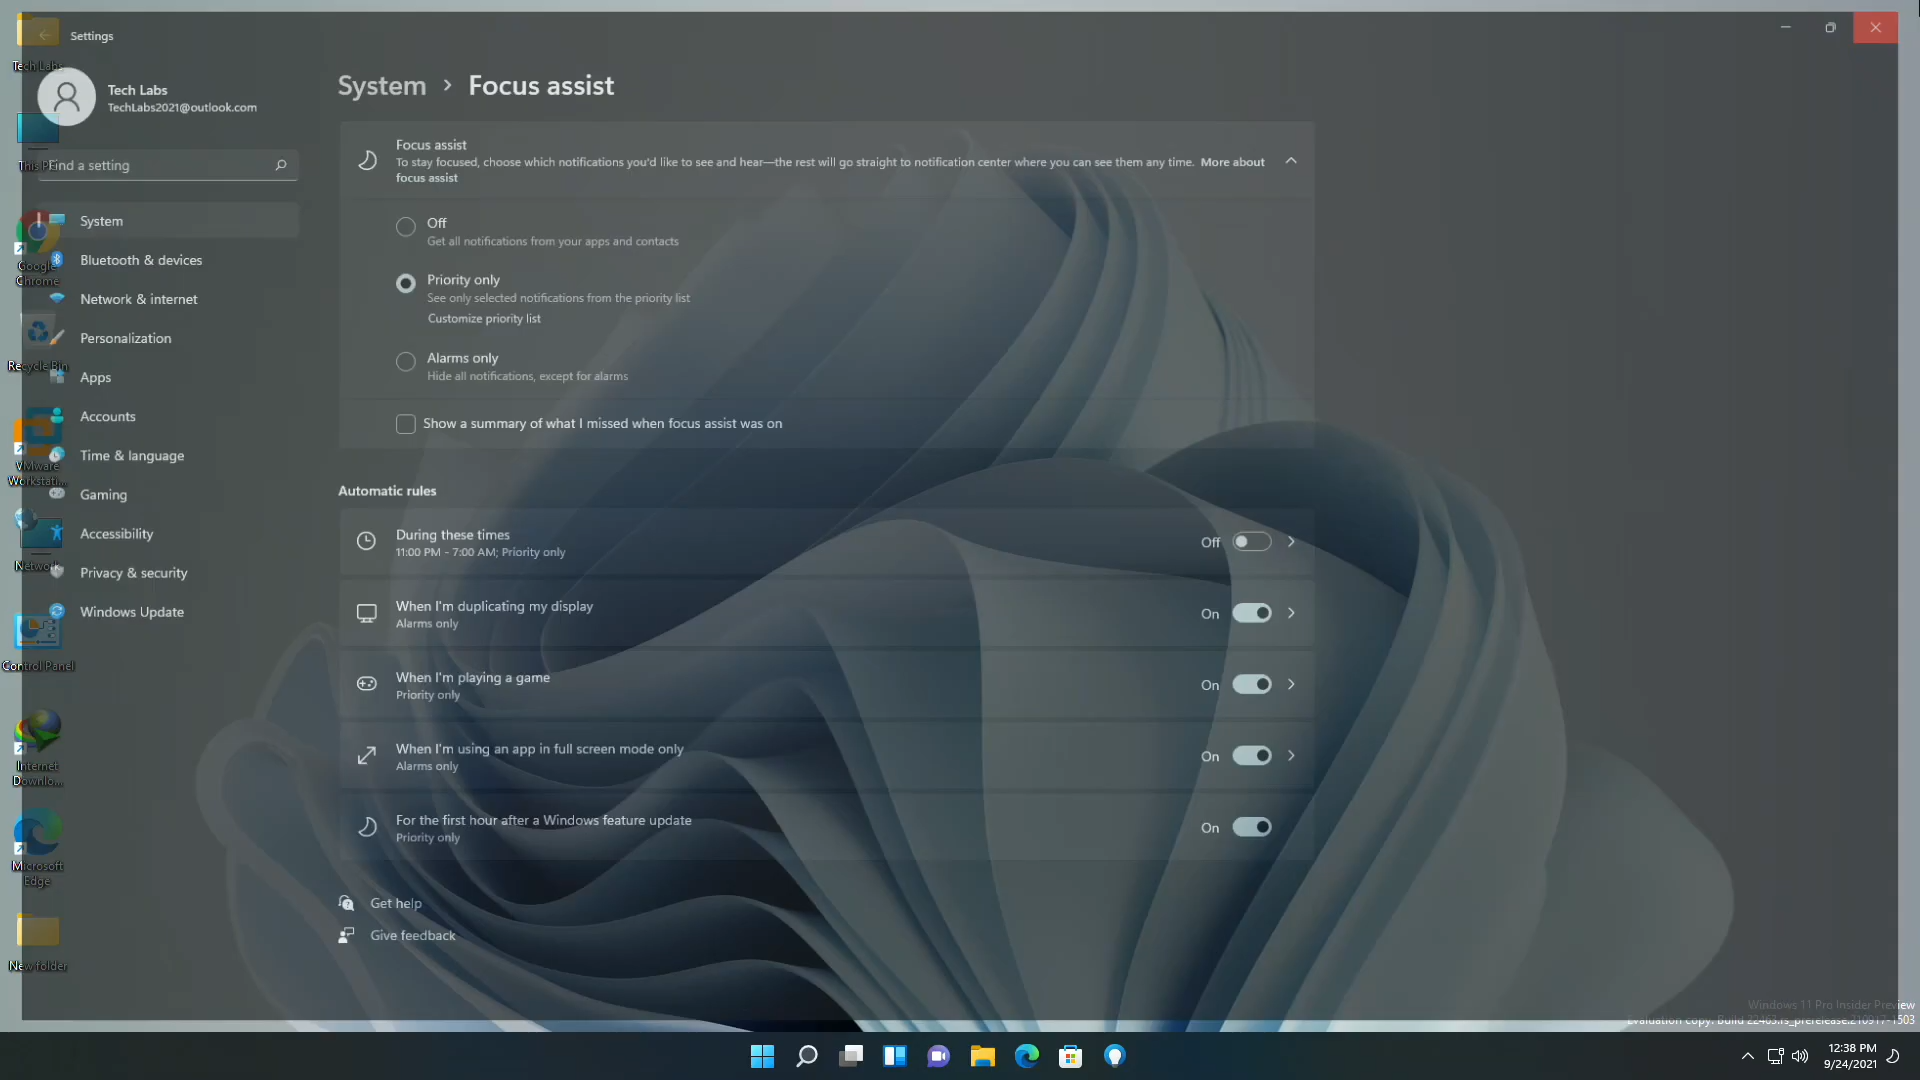 Settings
Tech Labs
Tech Labs
TechLabs2021@outlook.com
Find a setting
System
Bluetooth & devices
Network & internet
Personalization
Apps
Accounts
Time & language
Gaming
Accessibility
Privacy & security
Windows Update
System > Focus assist
Focus assist
To stay focused, choose which notifications you'd like to see and hear—the rest will go straight to notification center where you can see them any time. More about
focus assist
Off
Get all notifications from your apps and contacts
Priority only
See only selected notifications from the priority list
Customize priority list
Alarms only
Hide all notifications, except for alarms
Show a summary of what I missed when focus assist was on
Automatic rules
During these times
11:00 PM - 7:00 AM; Priority only
Off
When I'm duplicating my display
Alarms only
On
When I'm playing a game
Priority only
On
When I'm using an app in full screen mode only
Alarms only
On
For the first hour after a Windows feature update
Priority only
On
Get help
Give feedback
This PC
Google
Chrome
Recycle Bin
VMware
Workstati...
Network
Control Panel
Internet
Downlo...
Microsoft
Edge
New folder
Windows 11 Pro Insider Preview
Evaluation copy. Build 22463.rs_prerelease.210917-1503
12:38 PM
9/24/2021